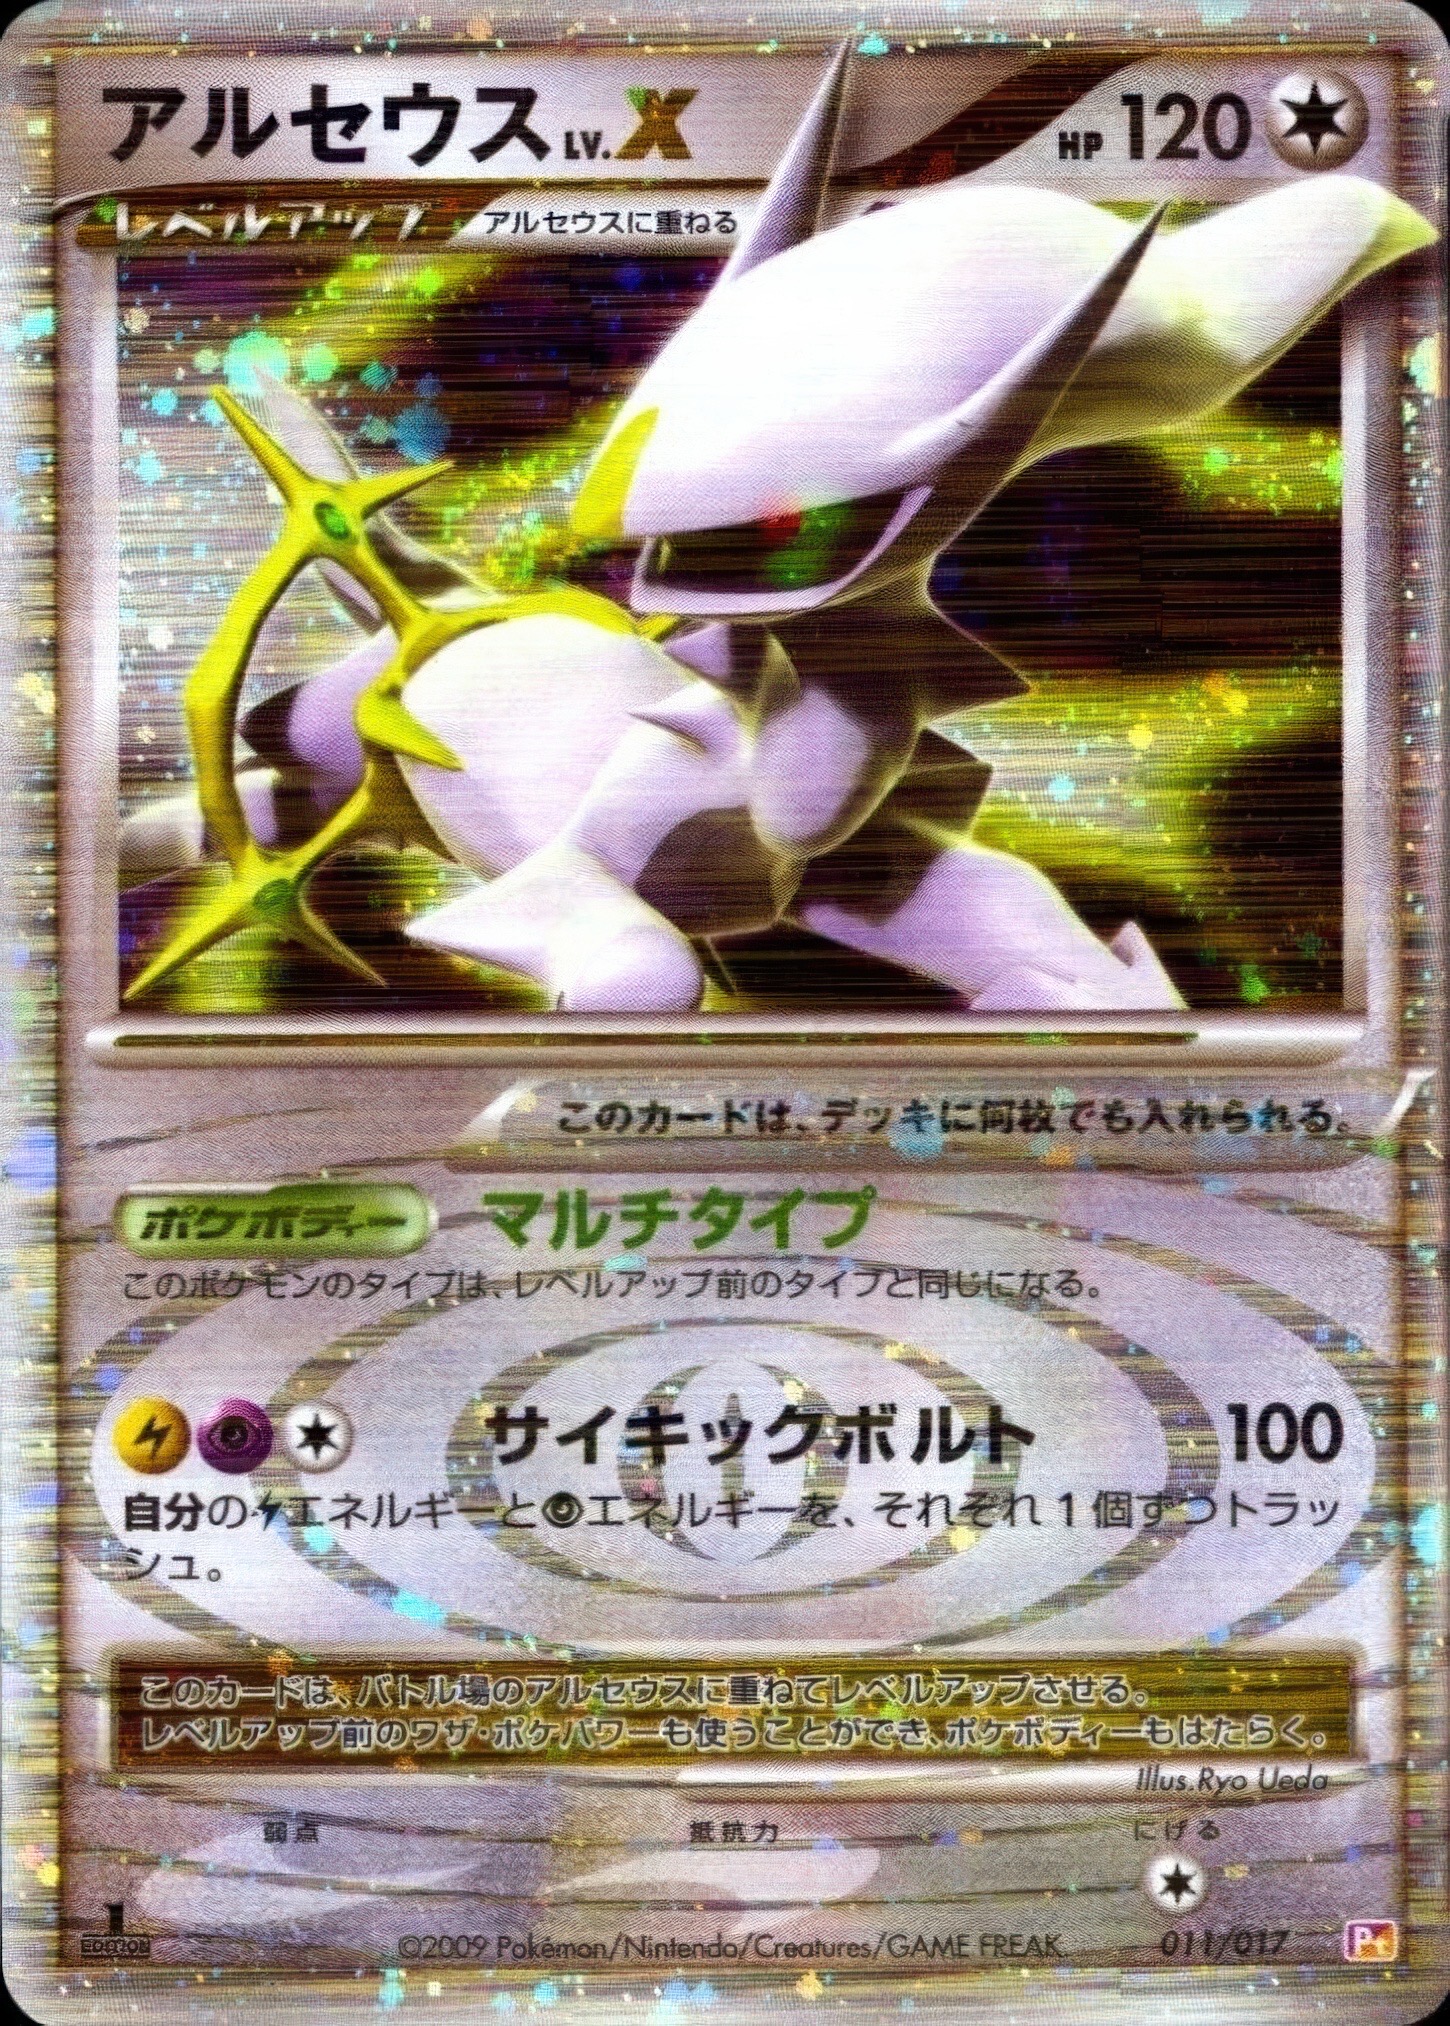 アルセウス LV.X HP 120
レベルアップ アルセウスに重ねる
このカードは、デッキに何枚でも入れられる。
ポケボディー マルチタイプ
このポケモンのタイプは、レベルアップ前のタイプと同じになる。
サイキックボルト 100
自分のエネルギーとエネルギーを、それぞれ1個ずつトラッ
シュ。
このカードは、バトル場のアルセウスに重ねてレベルアップさせる。
レベルアップ前のワザ・ポケパワーも使うことができ、ポケボディーもはたらく。
Illus.Ryo Ueda
弱点 抵抗力 にげる
1 EDITION ©2009 Pokémon/Nintendo/Creatures/GAME FREAK. 011/017 Pt